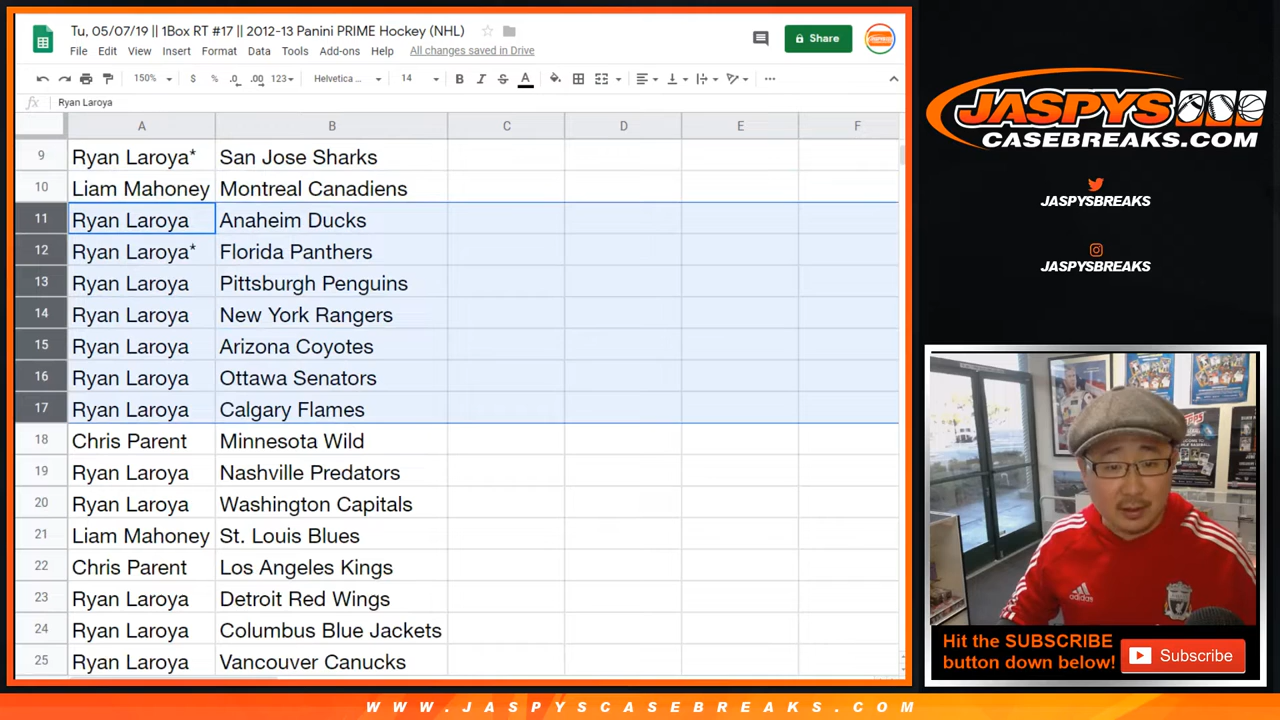 Tu, 05/07/19 || 1Box RT #17 || 2012-13 Panini PRIME Hockey (NHL)
File Edit View Insert Format Data Tools Add-ons Help All changes saved in Drive
Share
150% $ % .0 .00 123 Helvetica ... 14 B I S A
fx Ryan Laroya
A B C D E F
9 Ryan Laroya* San Jose Sharks
10 Liam Mahoney Montreal Canadiens
11 Ryan Laroya Anaheim Ducks
12 Ryan Laroya* Florida Panthers
13 Ryan Laroya Pittsburgh Penguins
14 Ryan Laroya New York Rangers
15 Ryan Laroya Arizona Coyotes
16 Ryan Laroya Ottawa Senators
17 Ryan Laroya Calgary Flames
18 Chris Parent Minnesota Wild
19 Ryan Laroya Nashville Predators
20 Ryan Laroya Washington Capitals
21 Liam Mahoney St. Louis Blues
22 Chris Parent Los Angeles Kings
23 Ryan Laroya Detroit Red Wings
24 Ryan Laroya Columbus Blue Jackets
25 Ryan Laroya Vancouver Canucks
JASPYS
CASEBREAKS.COM
JASPYSBREAKS
JASPYSBREAKS
adidas
Hit the SUBSCRIBE
button down below!
Subscribe
WWW.JASPYSCASEBREAKS.COM